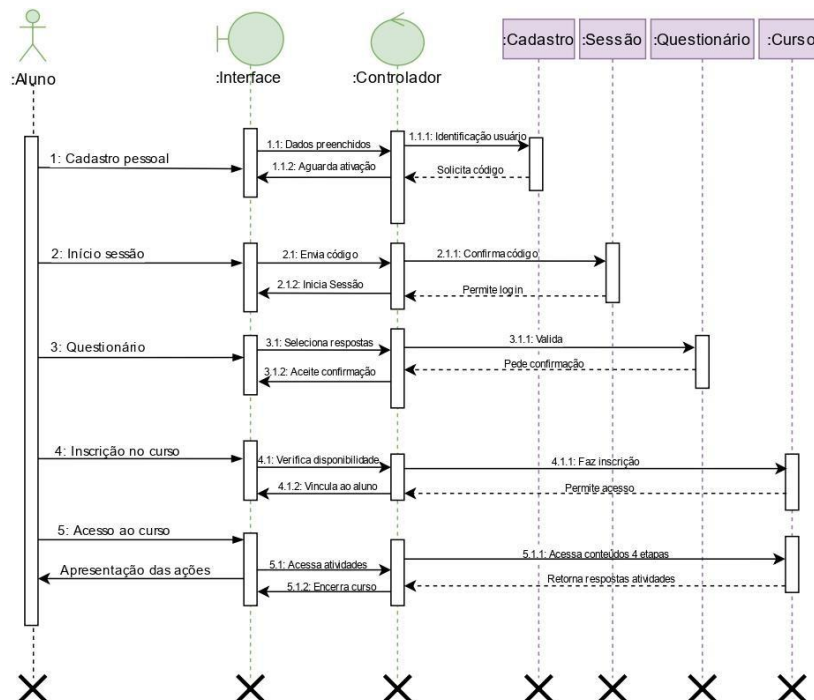 :Aluno
:Interface
:Controlador
:Cadastro
:Sessão
:Questionário
:Curso
1: Cadastro pessoal
1.1: Dados preenchidos
1.1.1: Identificação usuário
1.1.2: Aguarda ativação
Solicita código
2: Início sessão
2.1: Envia código
2.1.1: Confirma código
2.1.2: Inicia Sessão
Permite login
3: Questionário
3.1: Seleciona respostas
3.1.1: Valida
3.1.2: Aceite confirmação
Pede confirmação
4: Inscrição no curso
4.1: Verifica disponibilidade
4.1.1: Faz inscrição
4.1.2: Vincula ao aluno
Permite acesso
5: Acesso ao curso
5.1: Acessa atividades
5.1.1: Acessa conteúdos 4 etapas
Apresentação das ações
5.1.2: Encerra curso
Retorna respostas atividades